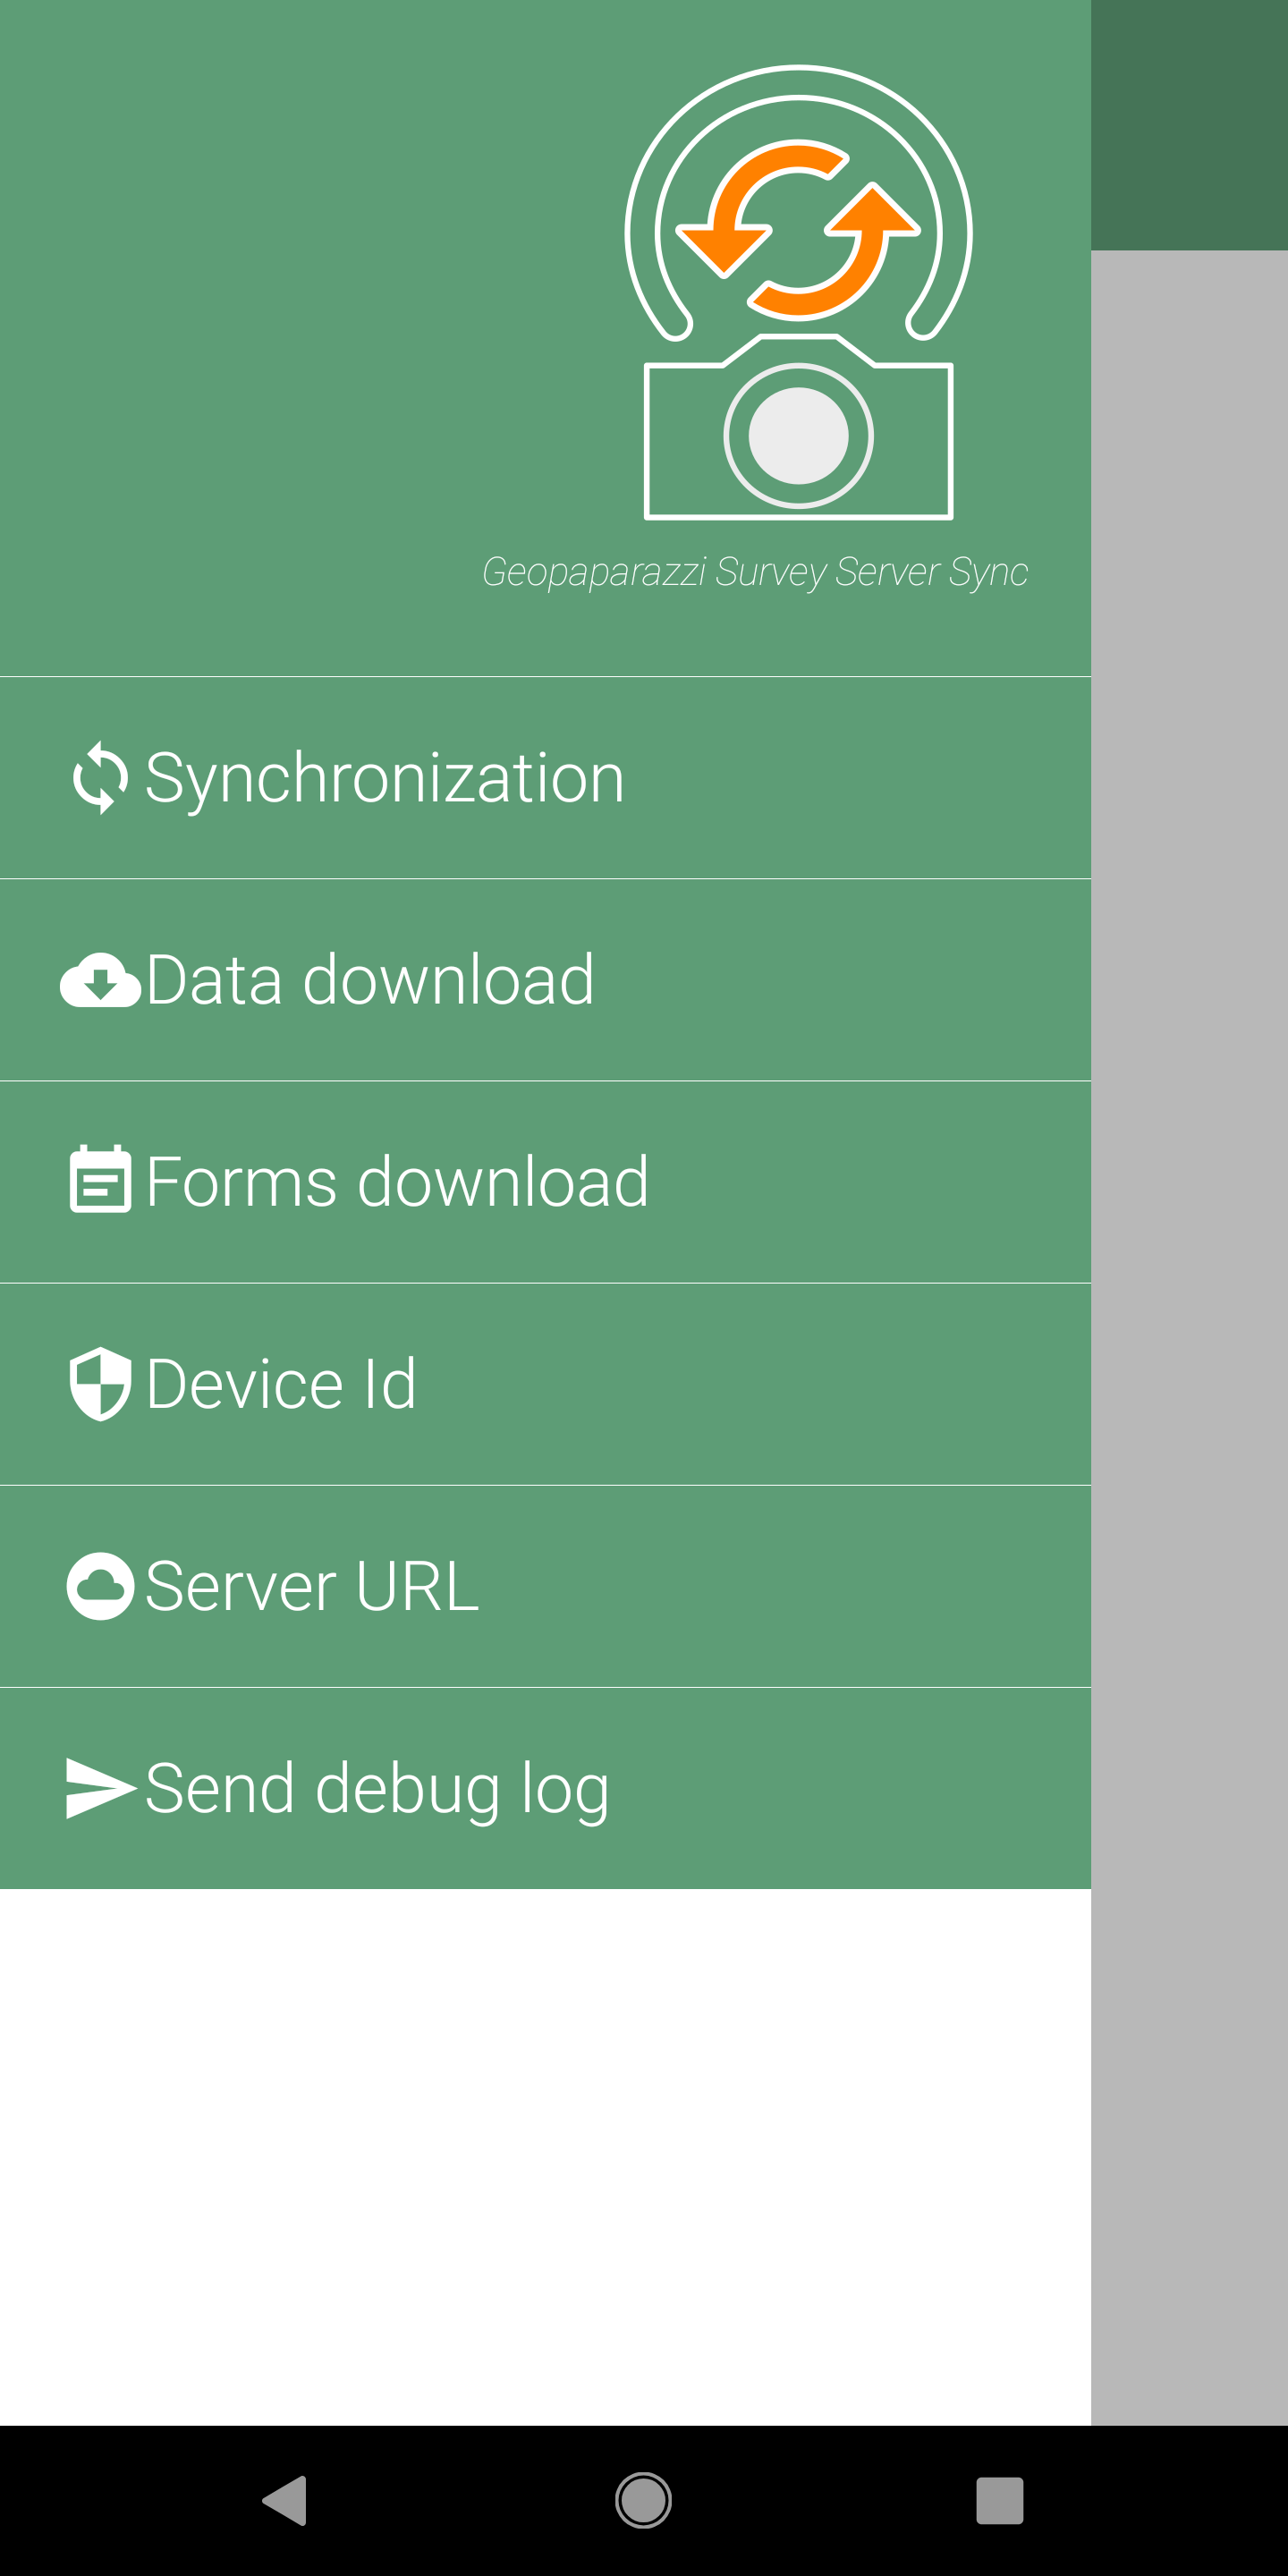 Geopaparazzi Survey Server Sync
Synchronization
Data download
Forms download
Device Id
Server URL
Send debug log